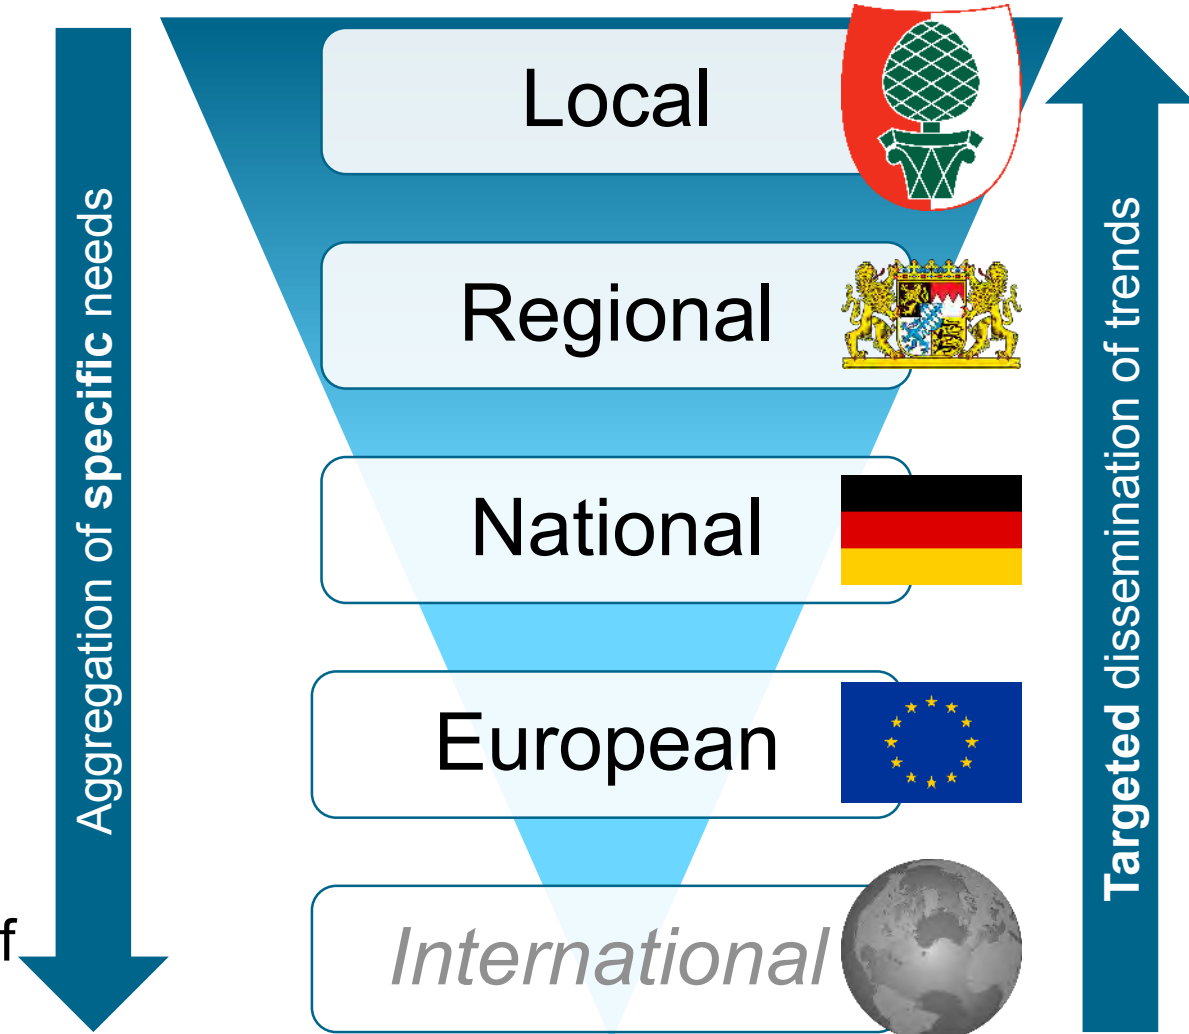 Local
Regional
National
European
International
Aggregation of specific needs
Targeted dissemination of trends
f